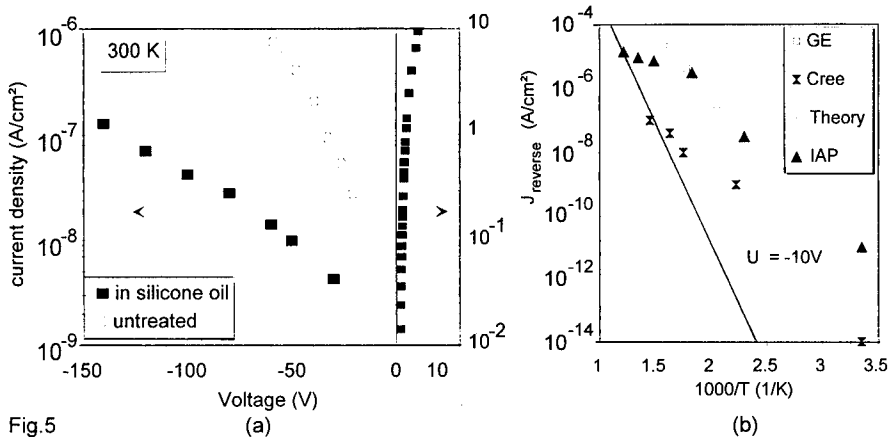 10⁻⁶
10⁻⁷
10⁻⁸
10⁻⁹
current density (A/cm²)
300 K
in silicone oil
untreated
10
1
10⁻¹
10⁻²
-150 -100 -50 0 10
Voltage (V)
Fig.5 (a)
10⁻⁴
10⁻⁶
10⁻⁸
10⁻¹⁰
10⁻¹²
10⁻¹⁴
J reverse (A/cm²)
GE
Cree
Theory
IAP
U = -10V
1 1.5 2 2.5 3 3.5
1000/T (1/K)
(b)